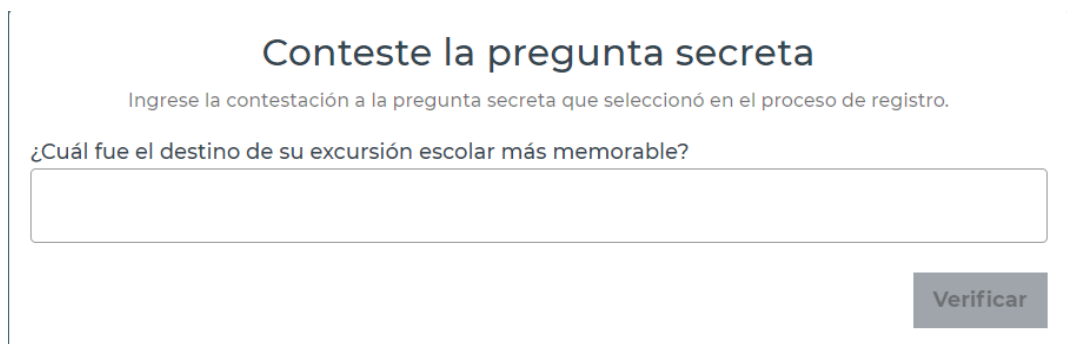 Conteste la pregunta secreta
Ingrese la contestación a la pregunta secreta que seleccionó en el proceso de registro.
¿Cuál fue el destino de su excursión escolar más memorable?
Verificar